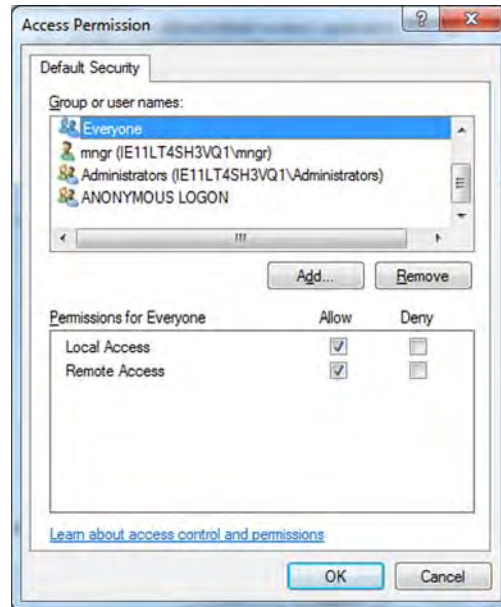 Access Permission
Default Security
Group or user names:
Everyone
mngr (IE11LT4SH3VQ1\mngr)
Administrators (IE11LT4SH3VQ1\Administrators)
ANONYMOUS LOGON
Add... Remove
Permissions for Everyone Allow Deny
Local Access
Remote Access
Learn about access control and permissions
OK Cancel